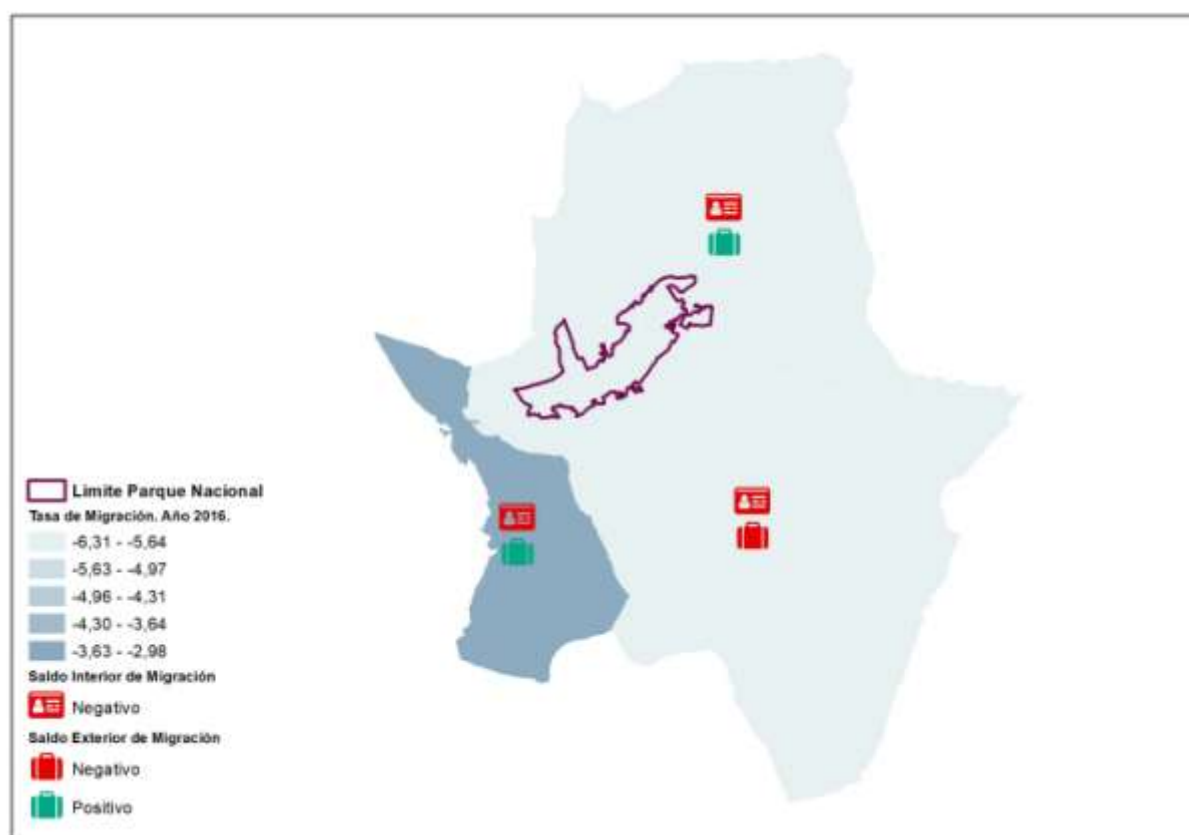 Limite Parque Nacional
Tasa de Migración. Año 2016.
-6,31 - -5,64
-5,63 - -4,97
-4,96 - -4,31
-4,30 - -3,64
-3,63 - -2,98
Saldo Interior de Migración
Negativo
Saldo Exterior de Migración
Negativo
Positivo